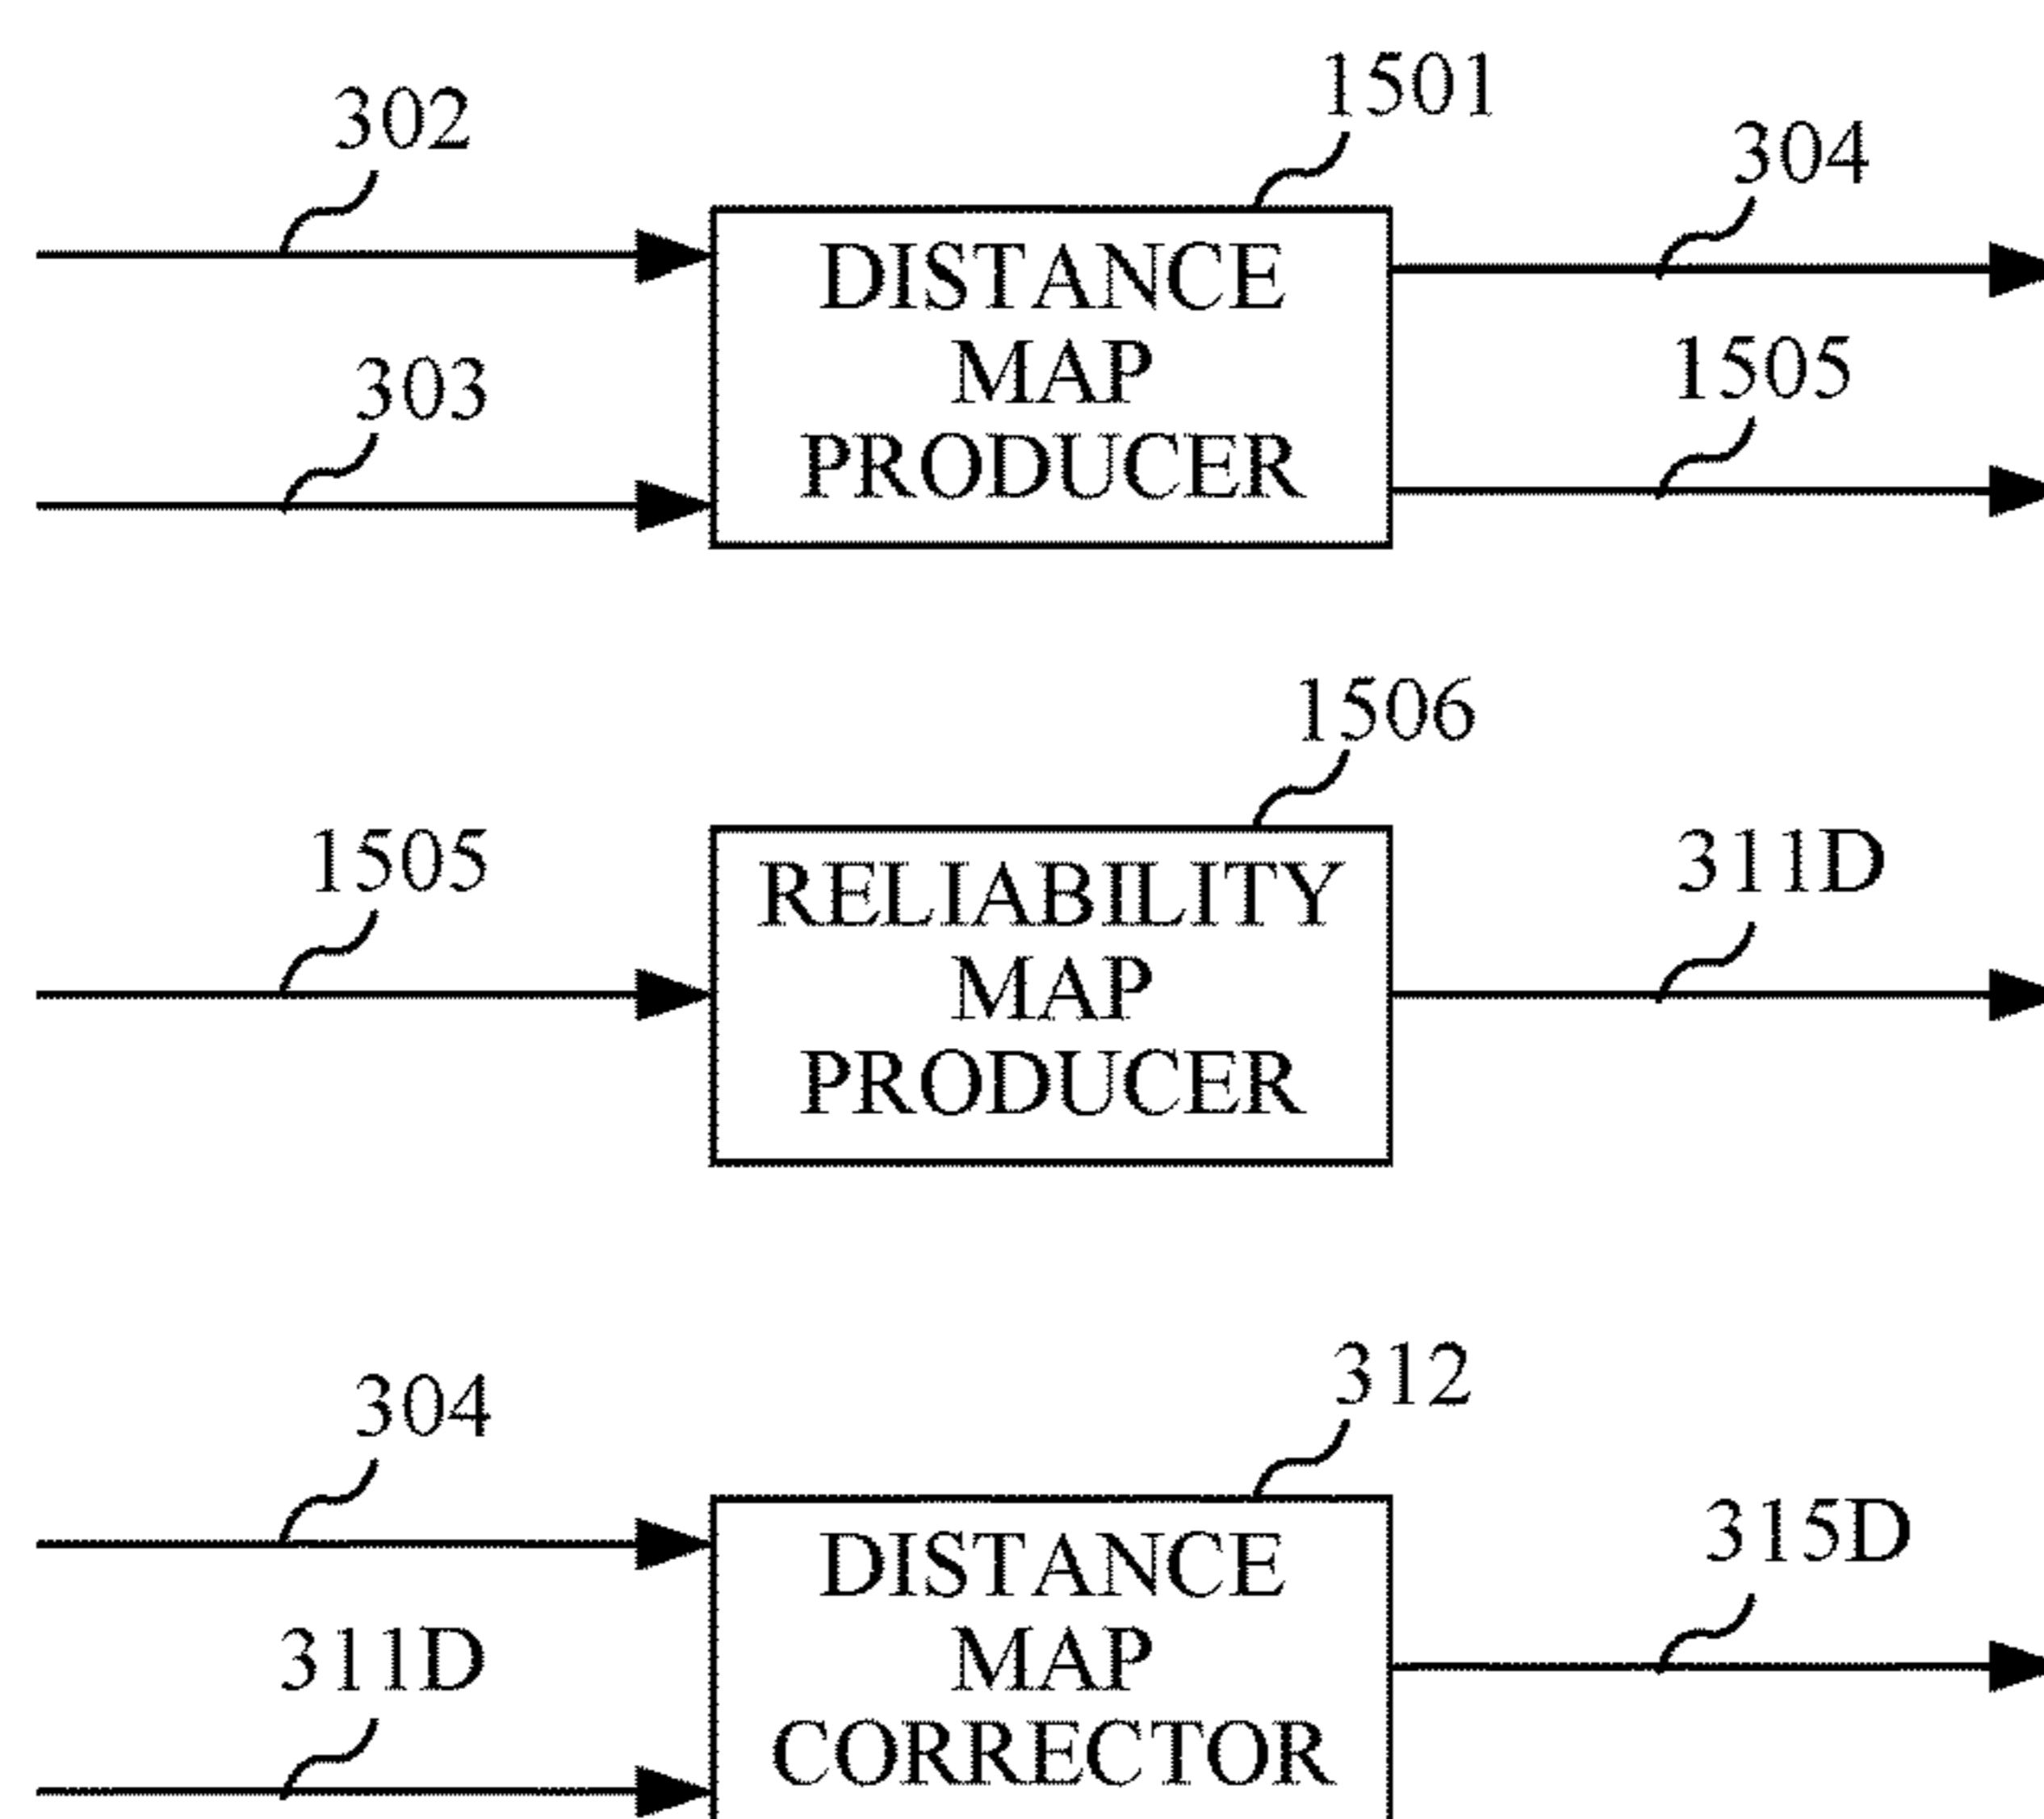 1501
302
304
DISTANCE
MAP
PRODUCER
303
1505
1506
1505
RELIABILITY
MAP
PRODUCER
311D
312
304
DISTANCE
MAP
CORRECTOR
315D
311D